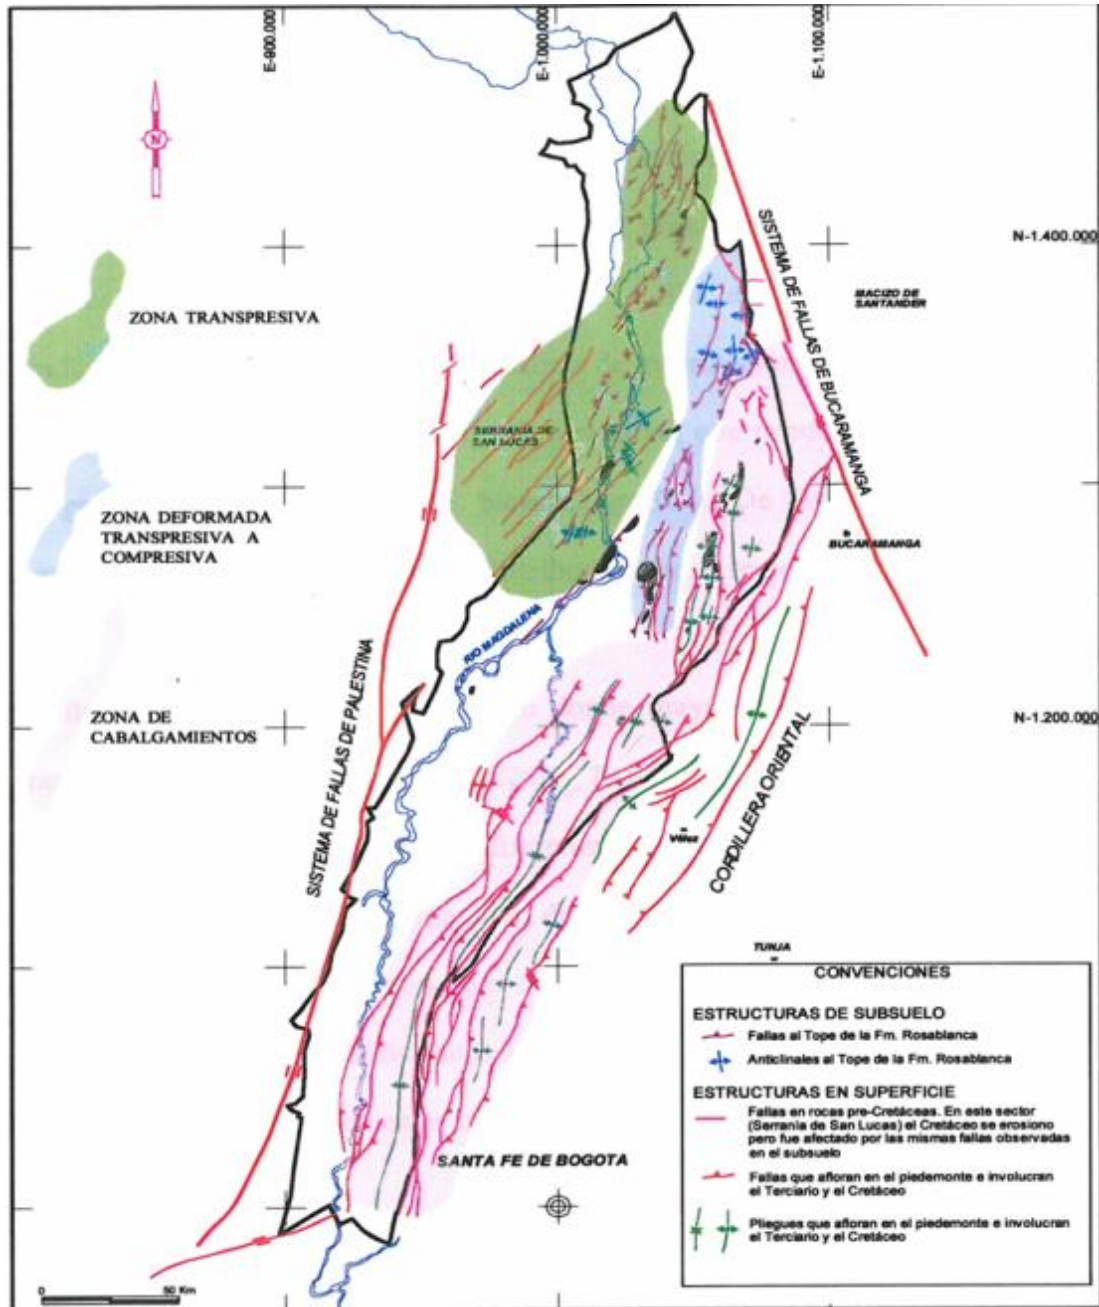 E-900.000
E-1.000.000
E-1.100.000
N
N-1.400.000
SISTEMA DE FALLAS DE BUCARAMANGA
MACIZO DE
SANTANDER
ZONA TRANSPRESIVA
SERRANIA DE
SAN LUCAS
ZONA DEFORMADA
TRANSPRESIVA A
COMPRESIVA
BUCARAMANGA
RIO MAGDALENA
SISTEMA DE FALLAS DE PALESTINA
ZONA DE
CABALGAMIENTOS
N-1.200.000
CORDILLERA ORIENTAL
Vélez
TUNJA
SANTA FE DE BOGOTA
CONVENCIONES
ESTRUCTURAS DE SUBSUELO
Fallas al Tope de la Fm. Rosablanca
Anticlinales al Tope de la Fm. Rosablanca
ESTRUCTURAS EN SUPERFICIE
Fallas en rocas pre-Cretáceas. En este sector
(Serranía de San Lucas) el Cretáceo se erosiono
pero fue afectado por las mismas fallas observadas
en el subsuelo
Fallas que afloran en el piedemonte e involucran
el Terciario y el Cretáceo
Pliegues que afloran en el piedemonte e involucran
el Terciario y el Cretáceo
0 50 Km